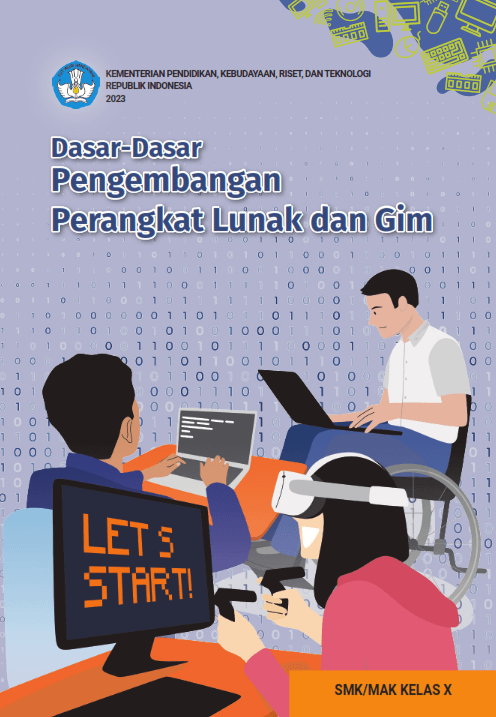 KEMENTERIAN PENDIDIKAN, KEBUDAYAAN, RISET, DAN TEKNOLOGI
REPUBLIK INDONESIA
2023
Dasar-Dasar
Pengembangan
Perangkat Lunak dan Gim
LET S
START!
SMK/MAK KELAS X